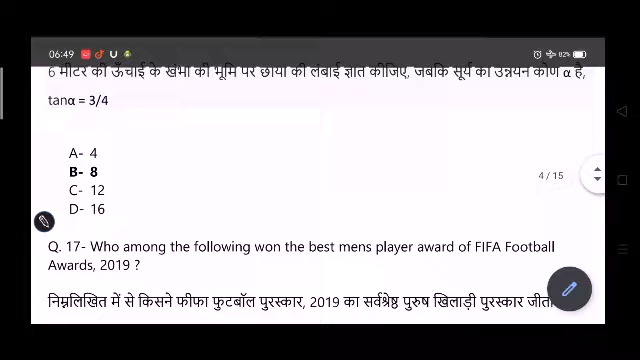 06:49 U 82%
6 मीटर की ऊँचाई के खंभा की भूमि पर छाया की लंबाई ज्ञात कीजिए, जबकि सूर्य का उन्नयन कोण α है,
tanα = 3/4
A- 4
B- 8
C- 12
D- 16
4 / 15
Q. 17- Who among the following won the best mens player award of FIFA Football
Awards, 2019 ?
निम्नलिखित में से किसने फीफा फुटबॉल पुरस्कार, 2019 का सर्वश्रेष्ठ पुरुष खिलाड़ी पुरस्कार जीता